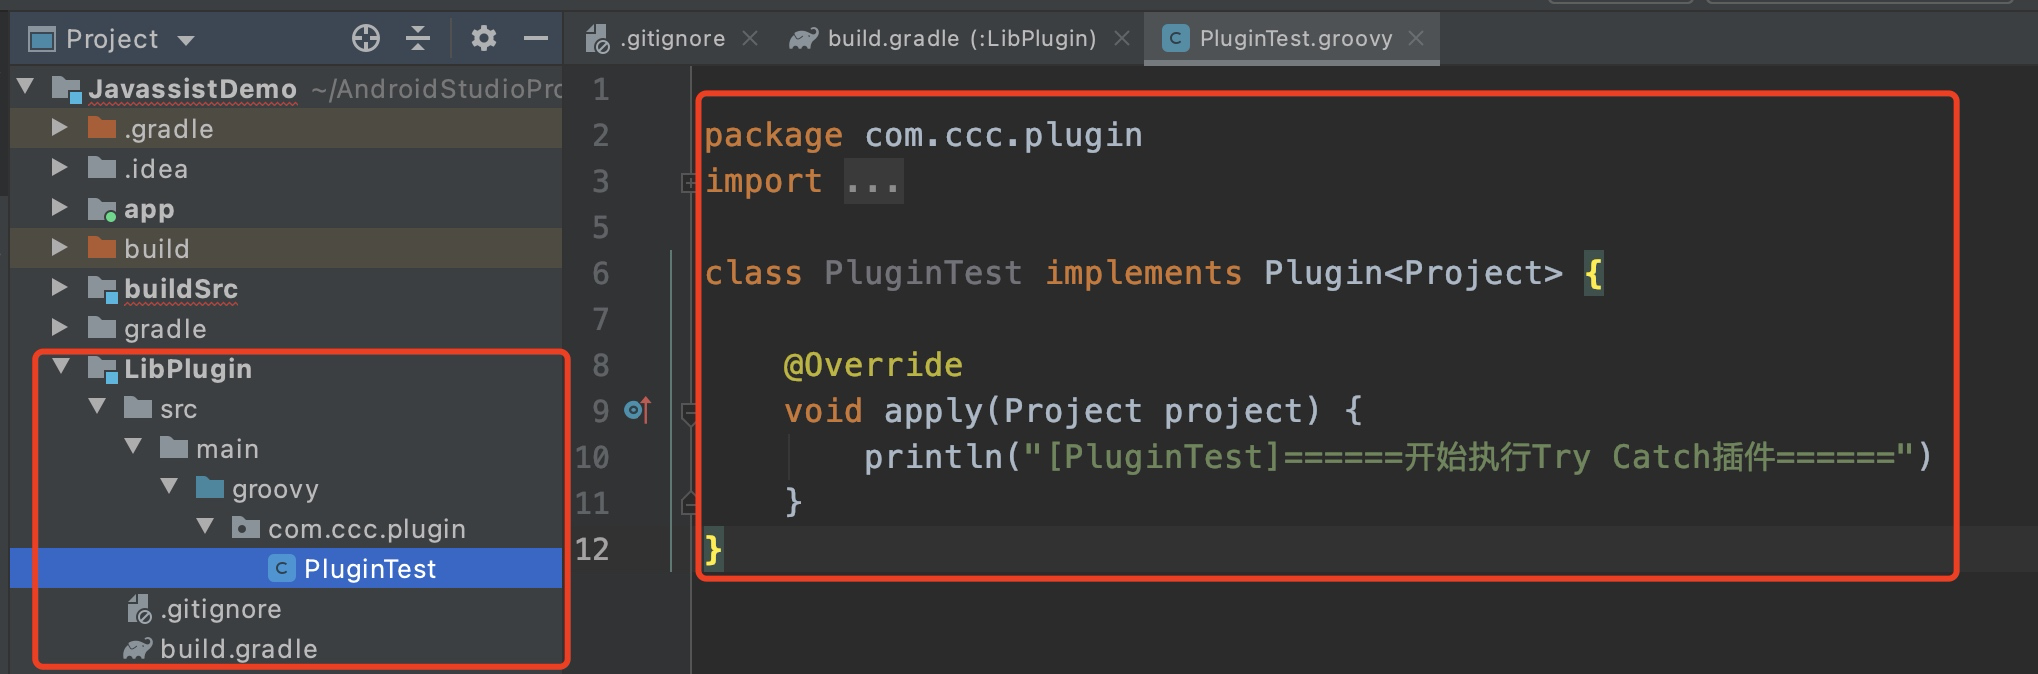 Project
.gitignore
build.gradle (:LibPlugin)
PluginTest.groovy
JavassistDemo ~/AndroidStudioPro
.gradle
.idea
app
build
buildSrc
gradle
LibPlugin
src
main
groovy
com.ccc.plugin
PluginTest
.gitignore
build.gradle
1
2 package com.ccc.plugin
3 import ...
5
6 class PluginTest implements Plugin<Project> {
7
8 @Override
9 void apply(Project project) {
10 println("[PluginTest]======开始执行Try Catch插件======")
11 }
12 }